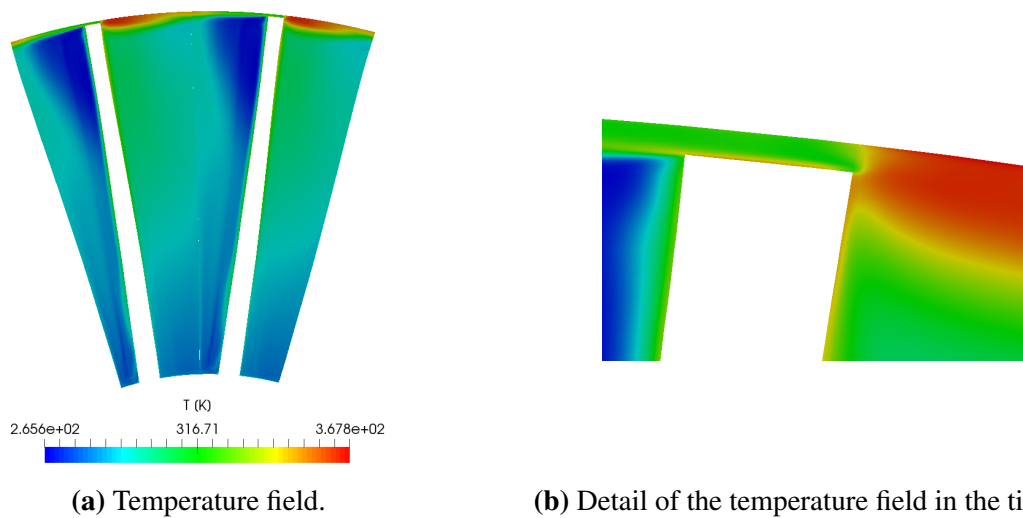 T (K)
2.656e+02 316.71 3.678e+02
(a) Temperature field.
(b) Detail of the temperature field in the ti